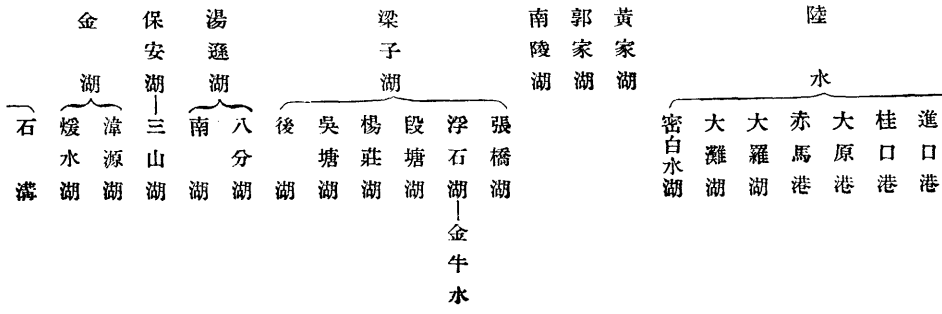 陸水
進口港
桂口港
大原港
赤馬港
大羅湖
大灘湖
密白水湖
黃家湖
郭家湖
南陵湖
梁子湖
張橋湖
浮石湖
金牛水
段塘湖
楊莊湖
吳塘湖
後湖
湯遜湖
八分湖
南湖
保安湖
三山湖
金湖
漳源湖
煖水湖
石溝